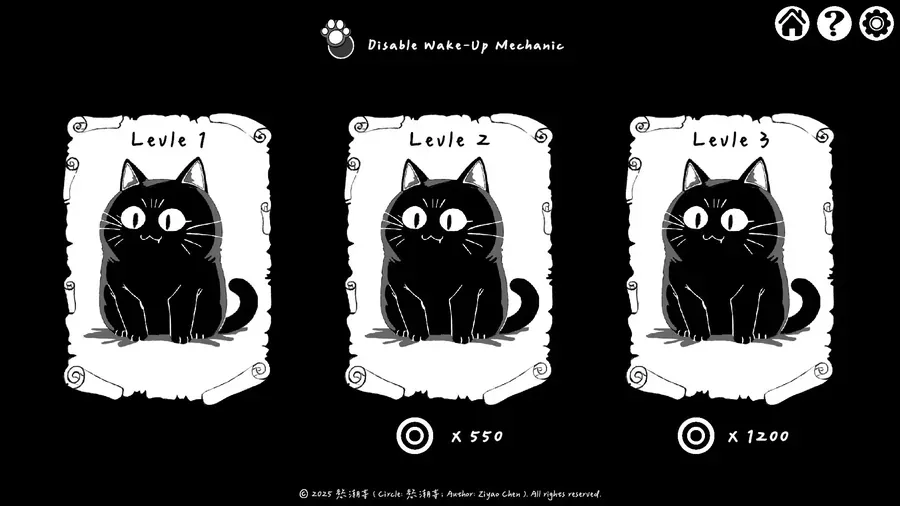 Disable Wake-Up Mechanic
?
Levle 1
Levle 2
Levle 3
x 550
x 1200
© 2025 (Circle: ; Author: Ziyao Chen). All rights reserved.